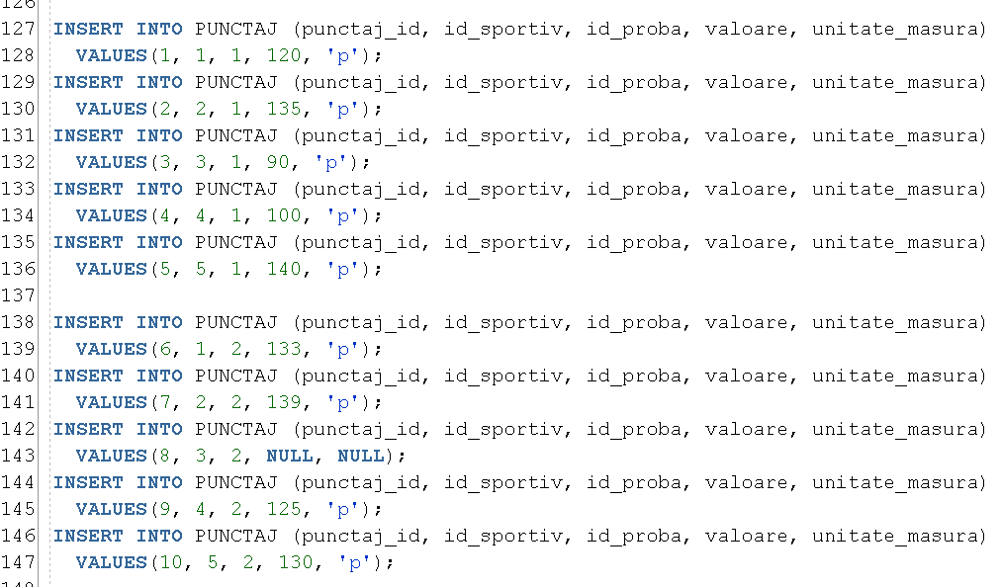 126
127 INSERT INTO PUNCTAJ (punctaj_id, id_sportiv, id_proba, valoare, unitate_masura)
128 VALUES(1, 1, 1, 120, 'p');
129 INSERT INTO PUNCTAJ (punctaj_id, id_sportiv, id_proba, valoare, unitate_masura)
130 VALUES(2, 2, 1, 135, 'p');
131 INSERT INTO PUNCTAJ (punctaj_id, id_sportiv, id_proba, valoare, unitate_masura)
132 VALUES(3, 3, 1, 90, 'p');
133 INSERT INTO PUNCTAJ (punctaj_id, id_sportiv, id_proba, valoare, unitate_masura)
134 VALUES(4, 4, 1, 100, 'p');
135 INSERT INTO PUNCTAJ (punctaj_id, id_sportiv, id_proba, valoare, unitate_masura)
136 VALUES(5, 5, 1, 140, 'p');
137
138 INSERT INTO PUNCTAJ (punctaj_id, id_sportiv, id_proba, valoare, unitate_masura)
139 VALUES(6, 1, 2, 133, 'p');
140 INSERT INTO PUNCTAJ (punctaj_id, id_sportiv, id_proba, valoare, unitate_masura)
141 VALUES(7, 2, 2, 139, 'p');
142 INSERT INTO PUNCTAJ (punctaj_id, id_sportiv, id_proba, valoare, unitate_masura)
143 VALUES(8, 3, 2, NULL, NULL);
144 INSERT INTO PUNCTAJ (punctaj_id, id_sportiv, id_proba, valoare, unitate_masura)
145 VALUES(9, 4, 2, 125, 'p');
146 INSERT INTO PUNCTAJ (punctaj_id, id_sportiv, id_proba, valoare, unitate_masura)
147 VALUES(10, 5, 2, 130, 'p');